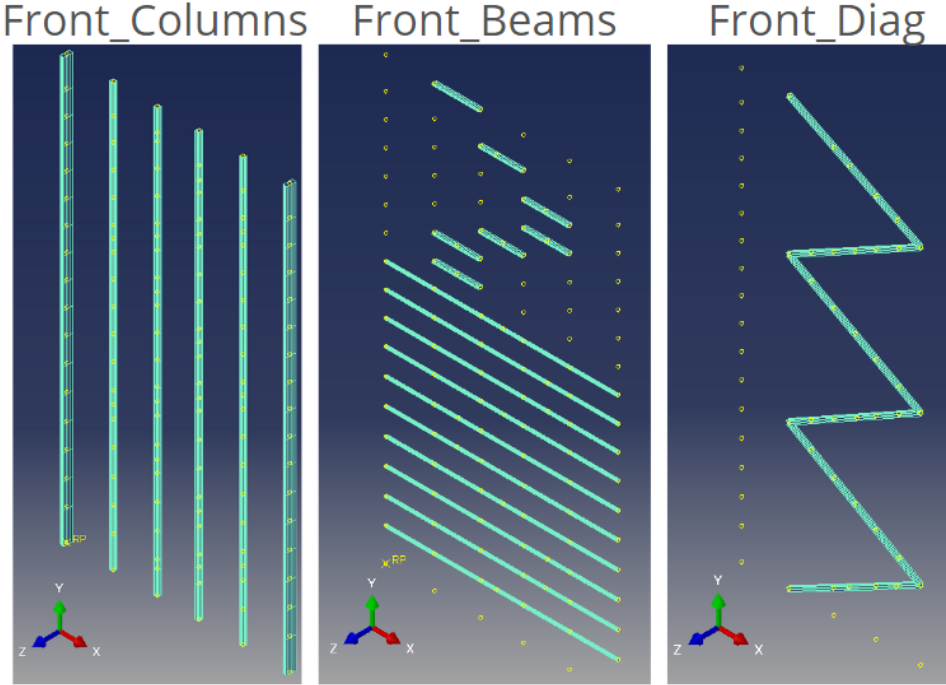 Front_Columns
Front_Beams
Front_Diag
RP
Y
Z
X
RP
Y
Z
X
Y
Z
X